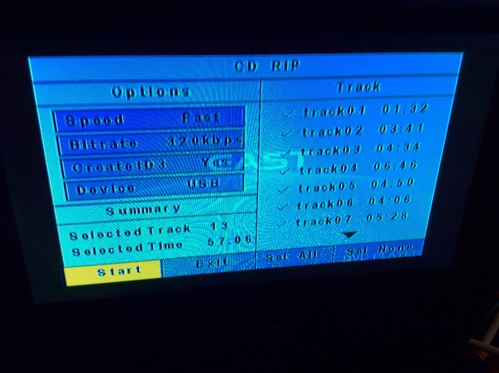 CD RIP
Options
Track
Speed Fast
Bitrate 320kbps
CreateID3 Yes
Device USB
Summary
Selected Track 13
Selected Time 57:06
track01 01:32
track02 03:41
track03 04:34
track04 06:46
track05 04:50
track06 04:06
track07 05:28
Start
Exit
Sel All
Sel None